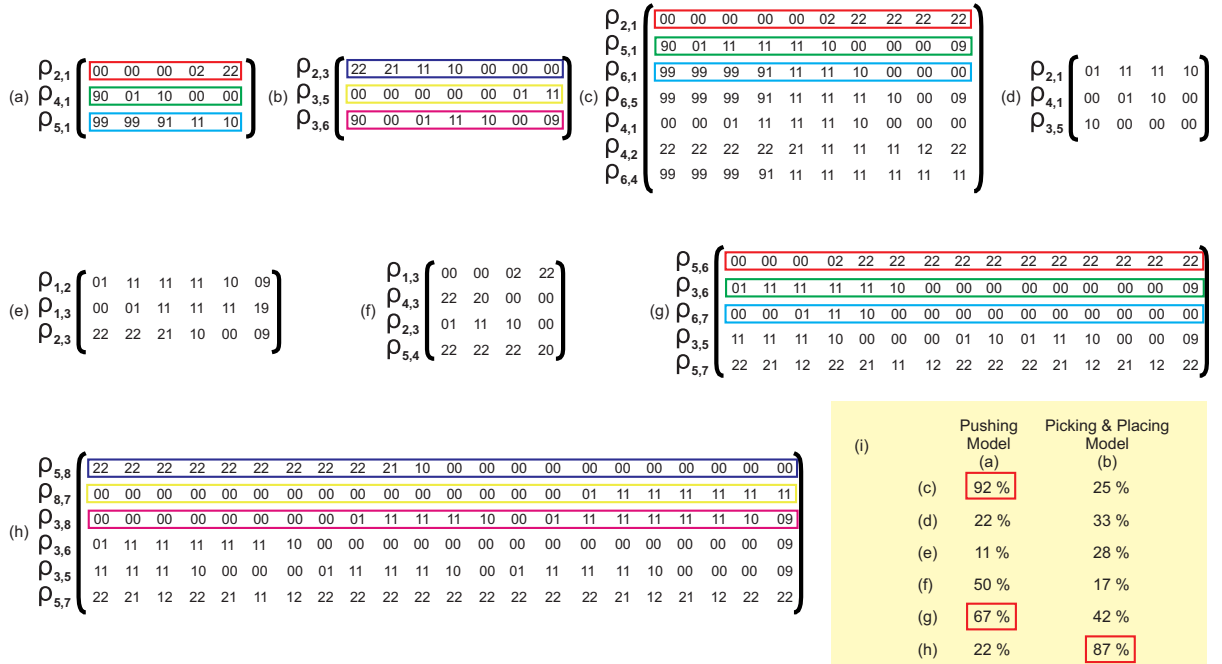 (a)
ρ2,1 00 00 00 02 22
ρ4,1 90 01 10 00 00
ρ5,1 99 99 91 11 10
(b)
ρ2,3 22 21 11 10 00 00 00
ρ3,5 00 00 00 00 00 01 11
ρ3,6 90 00 01 11 10 00 09
(c)
ρ2,1 00 00 00 00 00 02 22 22 22 22
ρ5,1 90 01 11 11 11 10 00 00 00 09
ρ6,1 99 99 99 91 11 11 10 00 00 00
ρ6,5 99 99 99 91 11 11 11 10 00 09
ρ4,1 00 00 01 11 11 11 10 00 00 00
ρ4,2 22 22 22 22 21 11 11 11 12 22
ρ6,4 99 99 99 91 11 11 11 11 11 11
(d)
ρ2,1 01 11 11 10
ρ4,1 00 01 10 00
ρ3,5 10 00 00 00
(e)
ρ1,2 01 11 11 11 10 09
ρ1,3 00 01 11 11 11 19
ρ2,3 22 22 21 10 00 09
(f)
ρ1,3 00 00 02 22
ρ4,3 22 20 00 00
ρ2,3 01 11 10 00
ρ5,4 22 22 22 20
(g)
ρ5,6 00 00 00 02 22 22 22 22 22 22 22 22 22 22 22
ρ3,6 01 11 11 11 11 10 00 00 00 00 00 00 00 00 09
ρ6,7 00 00 01 11 10 00 00 00 00 00 00 00 00 00 00
ρ3,5 11 11 11 10 00 00 00 01 10 01 11 10 00 00 09
ρ5,7 22 21 12 22 21 11 12 22 22 22 21 12 21 12 22
(h)
ρ5,8 22 22 22 22 22 22 22 22 22 21 10 00 00 00 00 00 00 00 00 00 00 00
ρ8,7 00 00 00 00 00 00 00 00 00 00 00 00 00 00 00 01 11 11 11 11 11 11
ρ3,8 00 00 00 00 00 00 00 00 01 11 11 11 10 00 01 11 11 11 11 11 10 09
ρ3,6 01 11 11 11 11 11 10 00 00 00 00 00 00 00 00 00 00 00 00 00 00 09
ρ3,5 11 11 11 10 00 00 00 01 11 11 11 10 00 01 11 11 11 10 00 00 00 09
ρ5,7 22 21 12 22 21 11 12 22 22 22 22 22 22 22 22 22 21 12 21 12 22 22
(i)
Pushing Picking & Placing
Model Model
(a) (b)
(c) 92 % 25 %
(d) 22 % 33 %
(e) 11 % 28 %
(f) 50 % 17 %
(g) 67 % 42 %
(h) 22 % 87 %